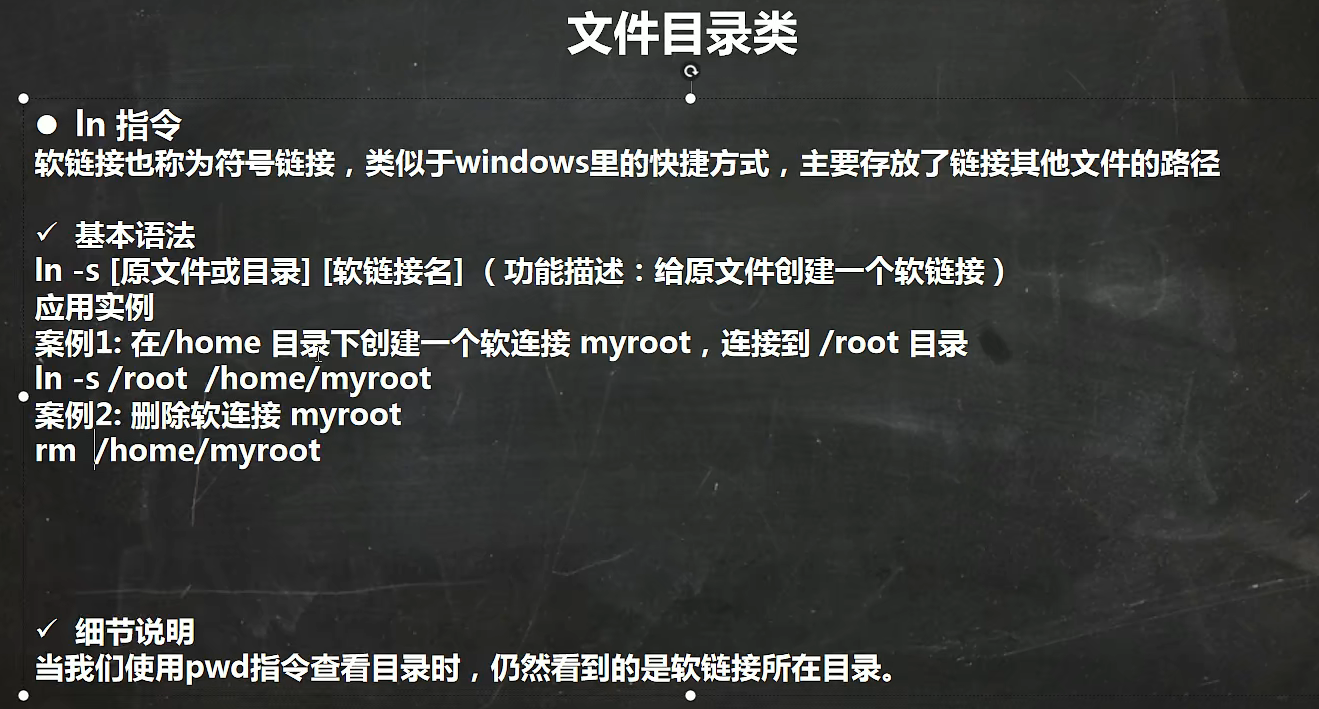 文件目录类
● ln 指令
软链接也称为符号链接，类似于windows里的快捷方式，主要存放了链接其他文件的路径
✓ 基本语法
ln -s [原文件或目录] [软链接名] （功能描述：给原文件创建一个软链接）
应用实例
案例1: 在/home 目录下创建一个软连接 myroot，连接到 /root 目录
ln -s /root  /home/myroot
案例2: 删除软连接 myroot
rm  /home/myroot
✓ 细节说明
当我们使用pwd指令查看目录时，仍然看到的是软链接所在目录。